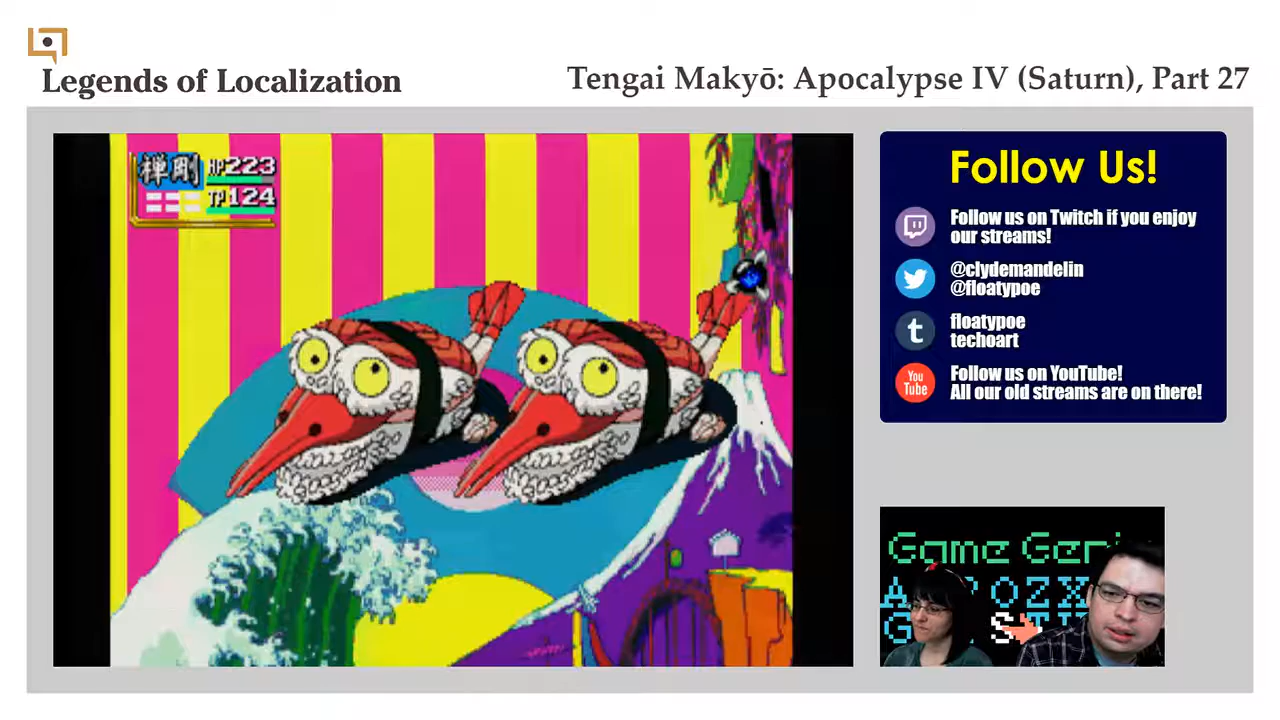 Legends of Localization
Tengai Makyō: Apocalypse IV (Saturn), Part 27
禅剛 HP223
TP124
Follow Us!
Follow us on Twitch if you enjoy
our streams!
@clydemandelin
@floatypoe
floatypoe
techoart
You
Tube
Follow us on YouTube!
All our old streams are on there!
Game Geni